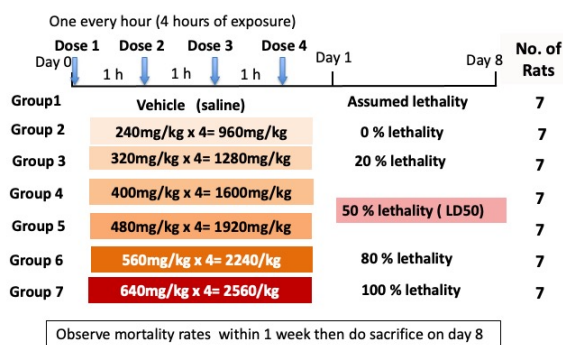 One every hour (4 hours of exposure)
Dose 1 Dose 2 Dose 3 Dose 4
Day 0 1 h 1 h 1 h Day 1 Day 8 No. of Rats
Group1 Vehicle (saline) Assumed lethality 7
Group 2 240mg/kg x 4= 960mg/kg 0 % lethality 7
Group 3 320mg/kg x 4= 1280mg/kg 20 % lethality 7
Group 4 400mg/kg x 4= 1600mg/kg 7
50 % lethality ( LD50)
Group 5 480mg/kg x 4= 1920mg/kg 7
Group 6 560mg/kg x 4= 2240/kg 80 % lethality 7
Group 7 640mg/kg x 4= 2560/kg 100 % lethality 7
Observe mortality rates within 1 week then do sacrifice on day 8